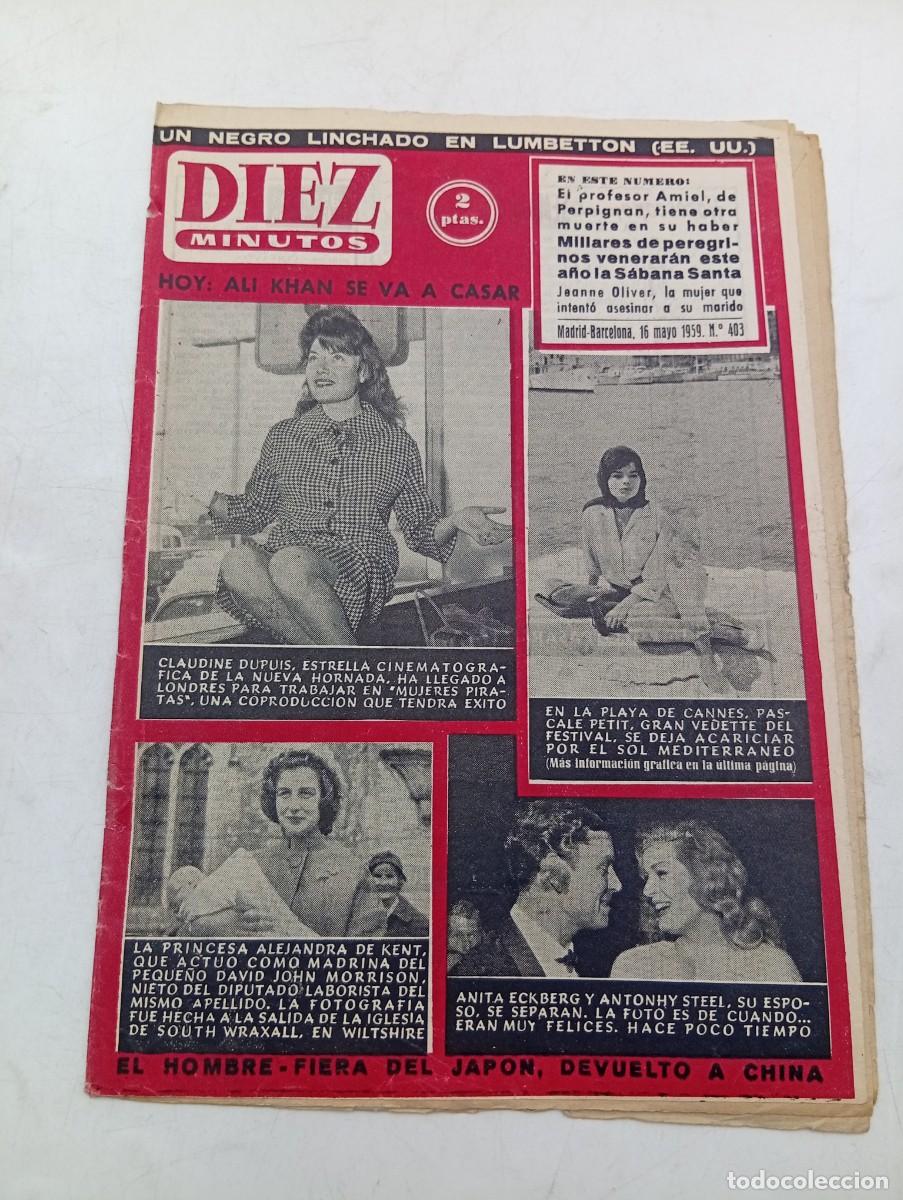 UN NEGRO LINCHADO EN LUMBETTON (EE. UU.)
DIEZ
MINUTOS
2
ptas.
EN ESTE NUMERO:
El profesor Amiel, de
Perpignan, tiene otra
muerte en su haber
Millares de peregri-
nos venerarán este
año la Sábana Santa
Jeanne Oliver, la mujer que
intentó asesinar a su marido
Madrid-Barcelona, 16 mayo 1959. N.º 403
HOY: ALI KHAN SE VA A CASAR
CLAUDINE DUPUIS, ESTRELLA CINEMATOGRA-
FICA DE LA NUEVA HORNADA, HA LLEGADO A
LONDRES PARA TRABAJAR EN "MUJERES PIRA-
TAS", UNA COPRODUCCION QUE TENDRA EXITO
EN LA PLAYA DE CANNES, PAS-
CALE PETIT, GRAN VEDETTE DEL
FESTIVAL, SE DEJA ACARICIAR
POR EL SOL MEDITERRANEO
(Más información grafica en la última página)
LA PRINCESA ALEJANDRA DE KENT,
QUE ACTUO COMO MADRINA DEL
PEQUEÑO DAVID JOHN MORRISON,
NIETO DEL DIPUTADO LABORISTA DEL
MISMO APELLIDO. LA FOTOGRAFIA
FUE HECHA A LA SALIDA DE LA IGLESIA
DE SOUTH WRAXALL, EN WILTSHIRE
ANITA ECKBERG Y ANTONHY STEEL, SU ESPO-
SO, SE SEPARAN. LA FOTO ES DE CUANDO...
ERAN MUY FELICES. HACE POCO TIEMPO
EL HOMBRE-FIERA DEL JAPON, DEVUELTO A CHINA
todocoleccion